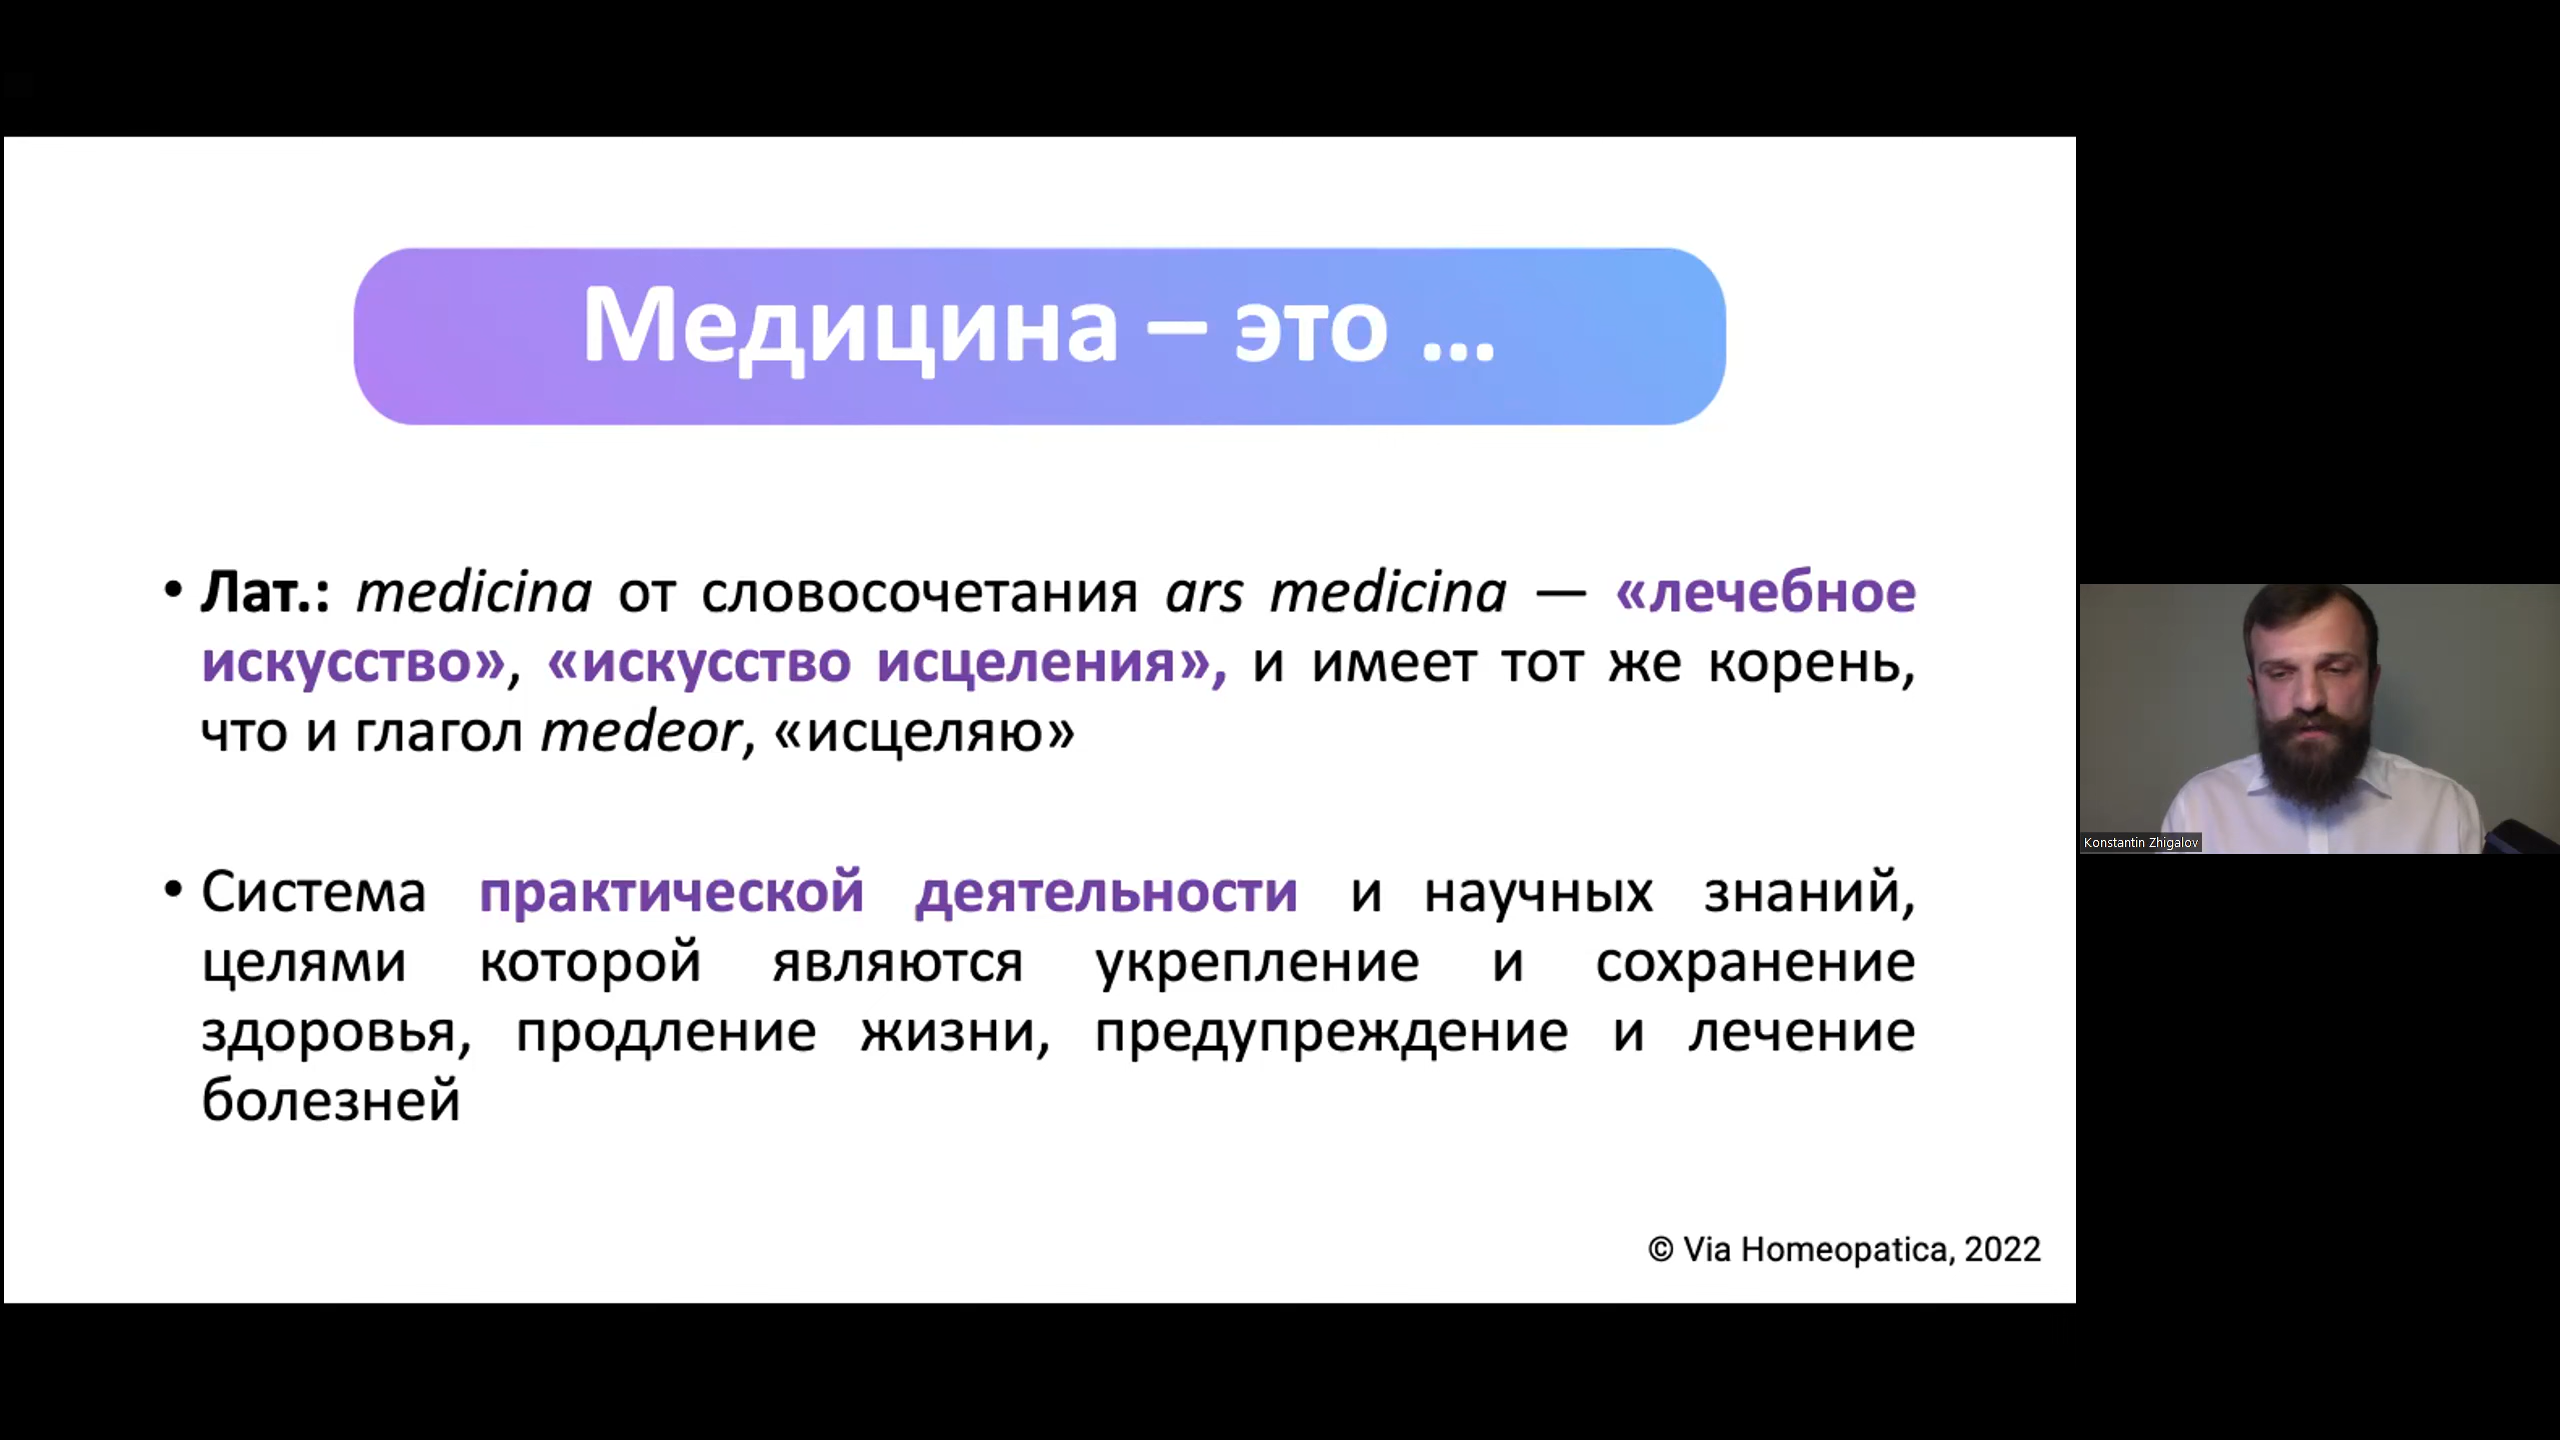 Медицина – это ...
• Лат.: medicina от словосочетания ars medicina — «лечебное
искусство», «искусство исцеления», и имеет тот же корень,
что и глагол medeor, «исцеляю»
• Система практической деятельности и научных знаний,
целями которой являются укрепление и сохранение
здоровья, продление жизни, предупреждение и лечение
болезней
© Via Homeopatica, 2022
Konstantin Zhigalov